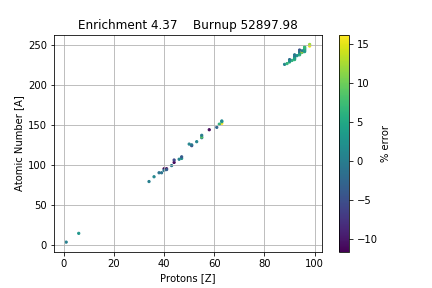 Enrichment 4.37    Burnup 52897.98
250
200
150
100
50
0
Atomic Number [A]
0 20 40 60 80 100
Protons [Z]
15
10
5
0
−5
−10
% error